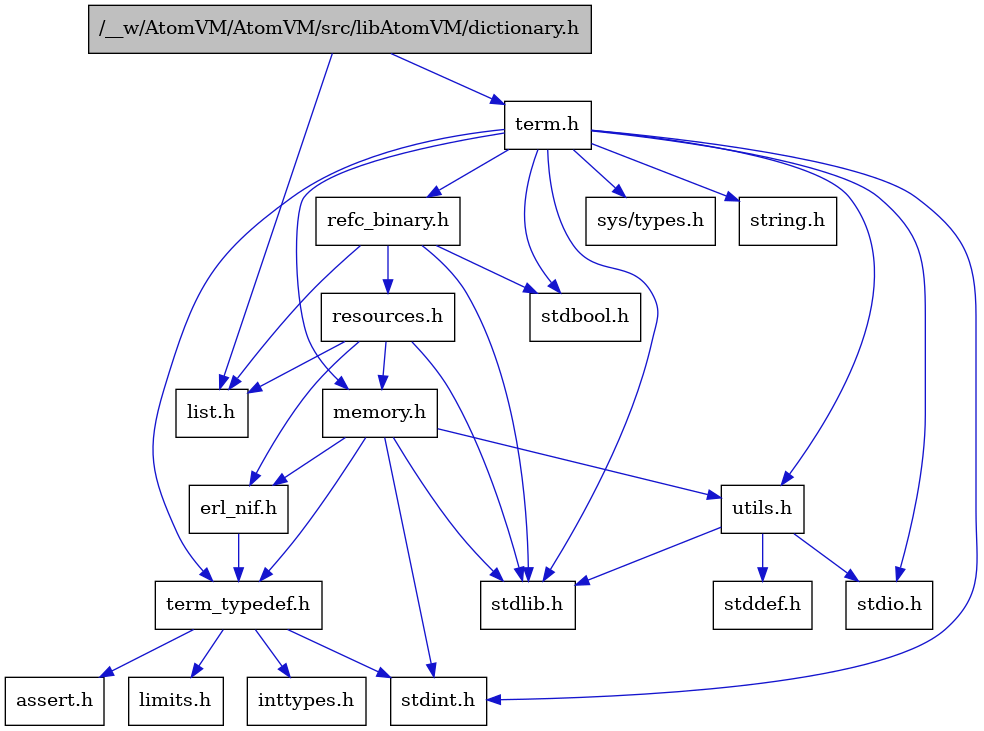 /__w/AtomVM/AtomVM/src/libAtomVM/dictionary.h
term.h
refc_binary.h
sys/types.h
string.h
resources.h
stdbool.h
list.h
memory.h
erl_nif.h
utils.h
term_typedef.h
stdlib.h
stddef.h
stdio.h
assert.h
limits.h
inttypes.h
stdint.h